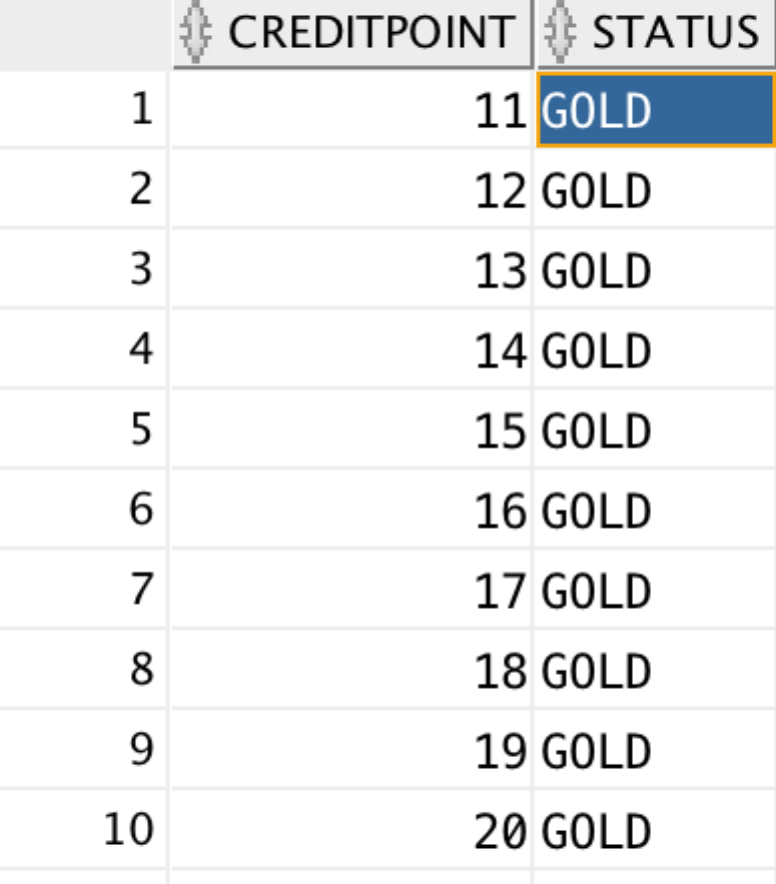 CREDITPOINT STATUS
1 11 GOLD
2 12 GOLD
3 13 GOLD
4 14 GOLD
5 15 GOLD
6 16 GOLD
7 17 GOLD
8 18 GOLD
9 19 GOLD
10 20 GOLD